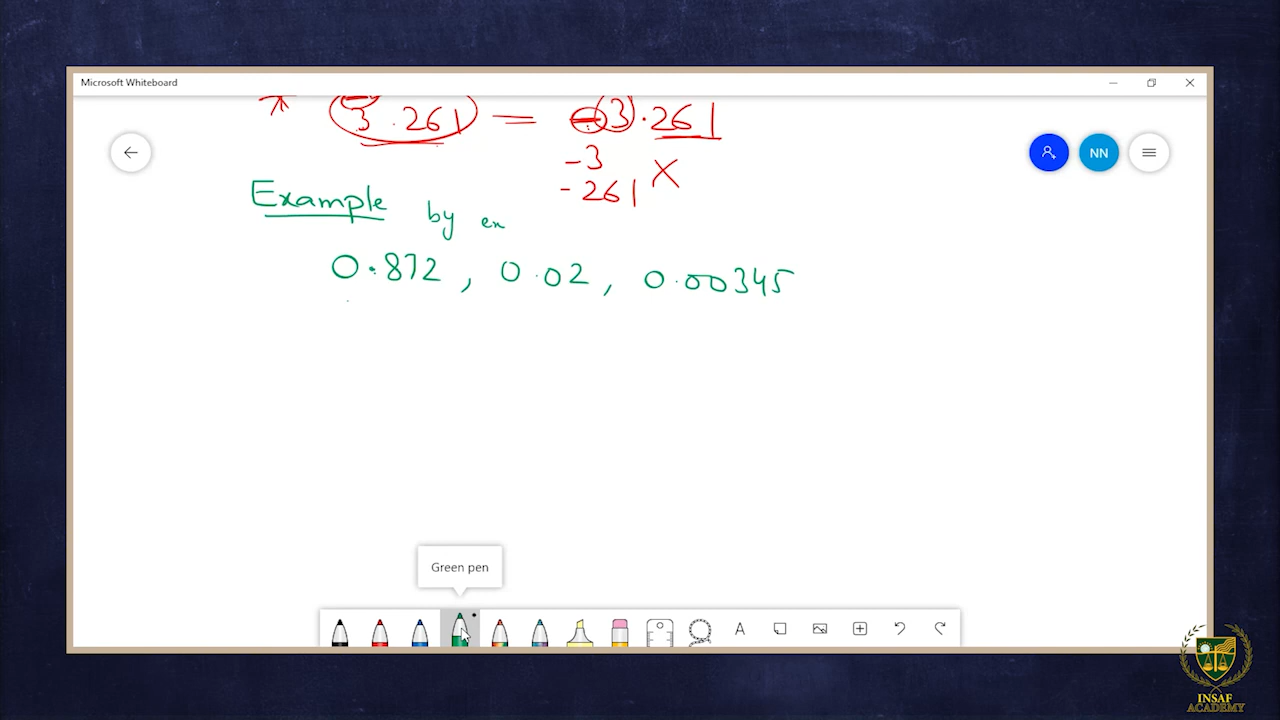 Microsoft Whiteboard
3̅.261 = -3.261
-3
-261 X
NN
Example by en
0.872, 0.02, 0.00345
Green pen
A
INSAF
ACADEMY